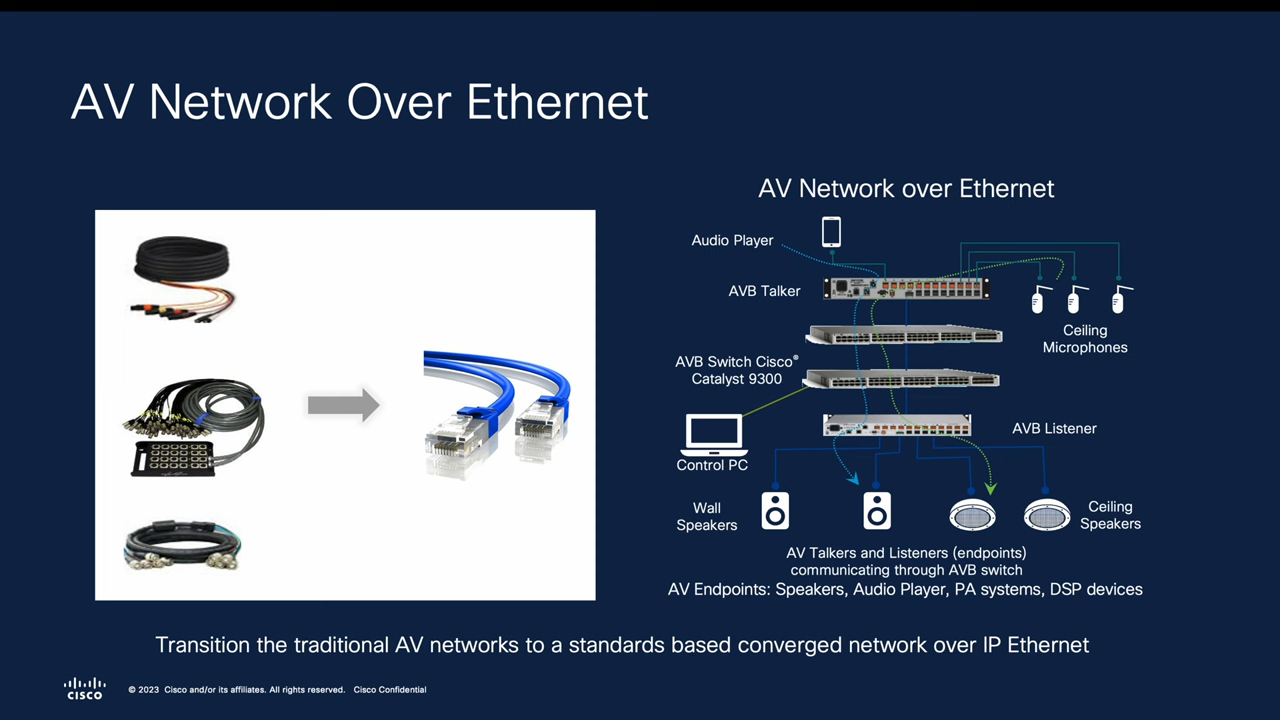 AV Network Over Ethernet
AV Network over Ethernet
Audio Player
AVB Talker
Ceiling
Microphones
AVB Switch Cisco®
Catalyst 9300
AVB Listener
Control PC
Wall
Speakers
Ceiling
Speakers
AV Talkers and Listeners (endpoints)
communicating through AVB switch
AV Endpoints: Speakers, Audio Player, PA systems, DSP devices
Transition the traditional AV networks to a standards based converged network over IP Ethernet
CISCO
© 2023 Cisco and/or its affiliates. All rights reserved. Cisco Confidential